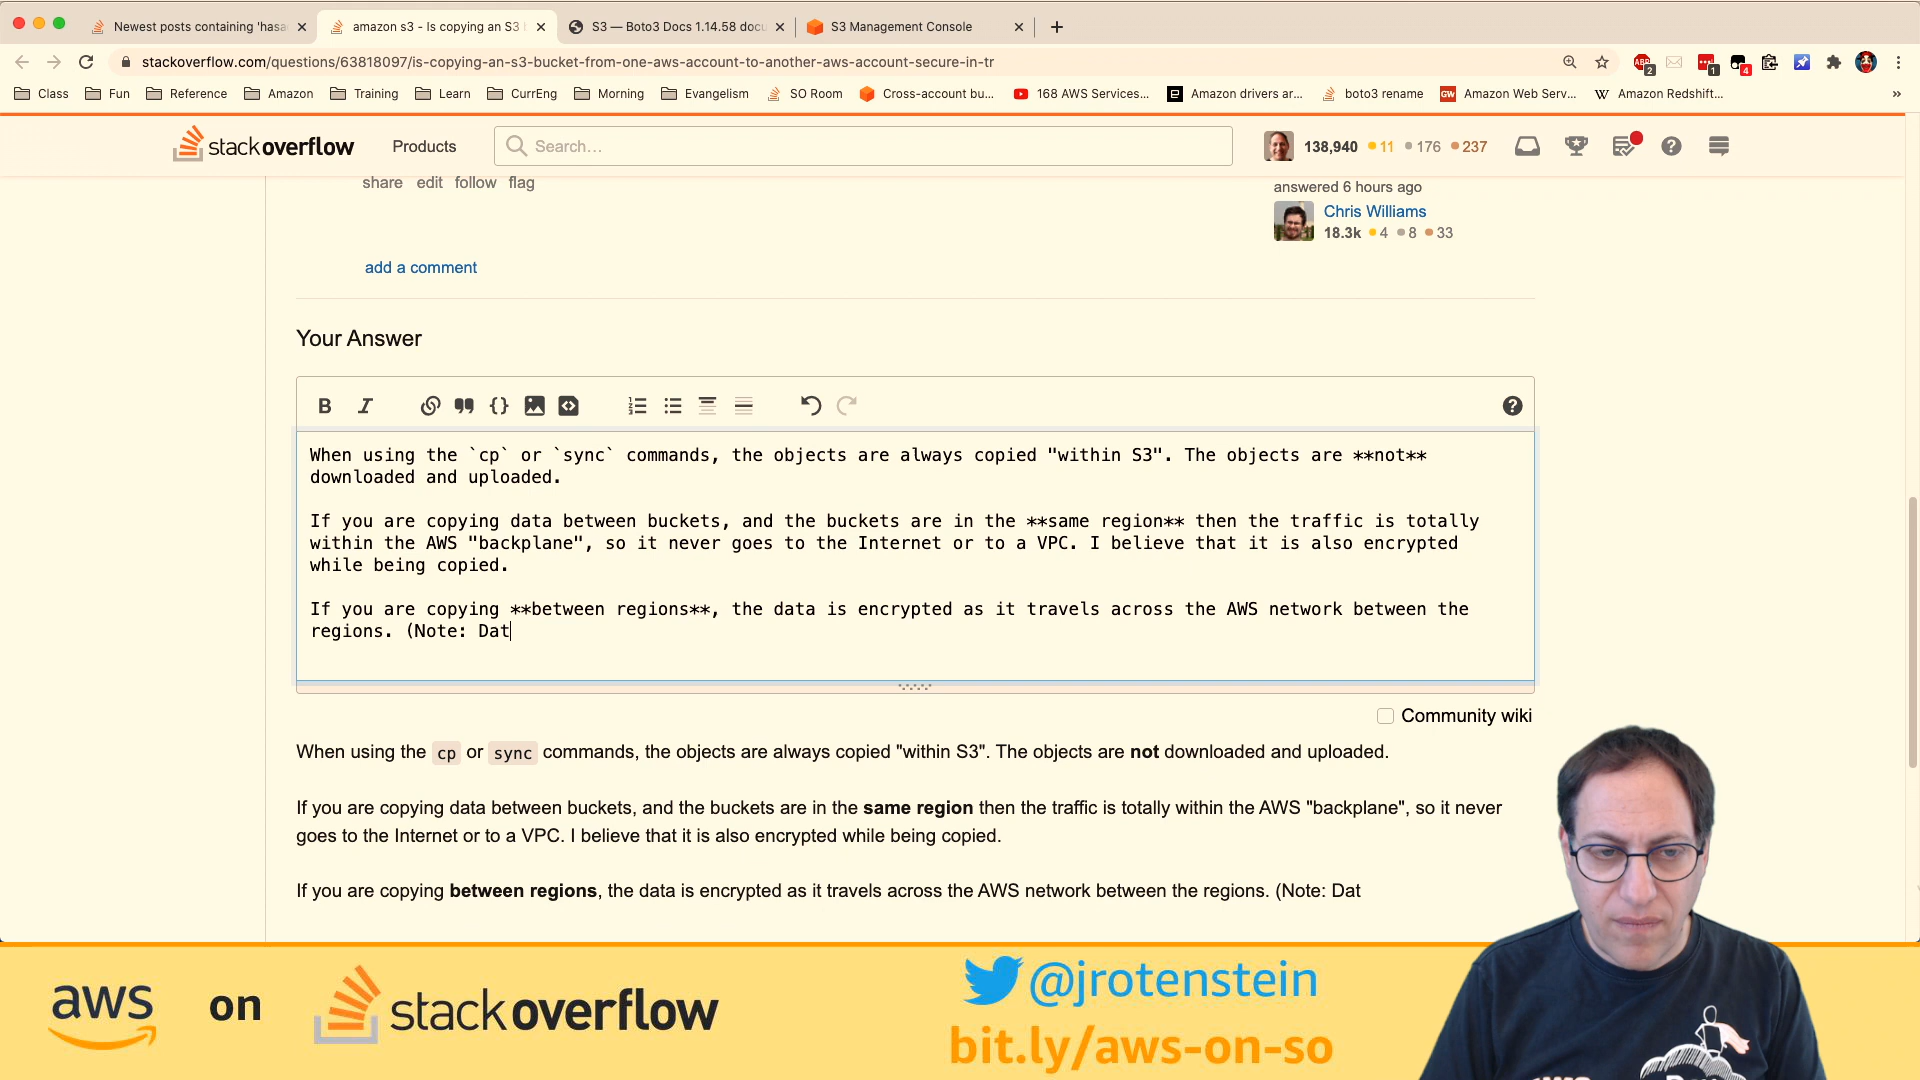 Newest posts containing 'hasa
amazon s3 - Is copying an S3
S3 — Boto3 Docs 1.14.58 docu
S3 Management Console
stackoverflow.com/questions/63818097/is-copying-an-s3-bucket-from-one-aws-account-to-another-aws-account-secure-in-tr
ABP 2 1 4
Class Fun Reference Amazon Training Learn CurrEng Morning Evangelism SO Room Cross-account bu... 168 AWS Services... Amazon drivers ar... boto3 rename GW Amazon Web Serv... W Amazon Redshift... »
stackoverflow Products Search... 138,940 11 176 237
share edit follow flag
answered 6 hours ago
Chris Williams
18.3k 4 8 33
add a comment
Your Answer
B I
When using the `cp` or `sync` commands, the objects are always copied "within S3". The objects are **not**
downloaded and uploaded.
If you are copying data between buckets, and the buckets are in the **same region** then the traffic is totally
within the AWS "backplane", so it never goes to the Internet or to a VPC. I believe that it is also encrypted
while being copied.
If you are copying **between regions**, the data is encrypted as it travels across the AWS network between the
regions. (Note: Dat
Community wiki
When using the cp or sync commands, the objects are always copied "within S3". The objects are not downloaded and uploaded.
If you are copying data between buckets, and the buckets are in the same region then the traffic is totally within the AWS "backplane", so it never
goes to the Internet or to a VPC. I believe that it is also encrypted while being copied.
If you are copying between regions, the data is encrypted as it travels across the AWS network between the regions. (Note: Dat
aws on stackoverflow
@jrotenstein
bit.ly/aws-on-so